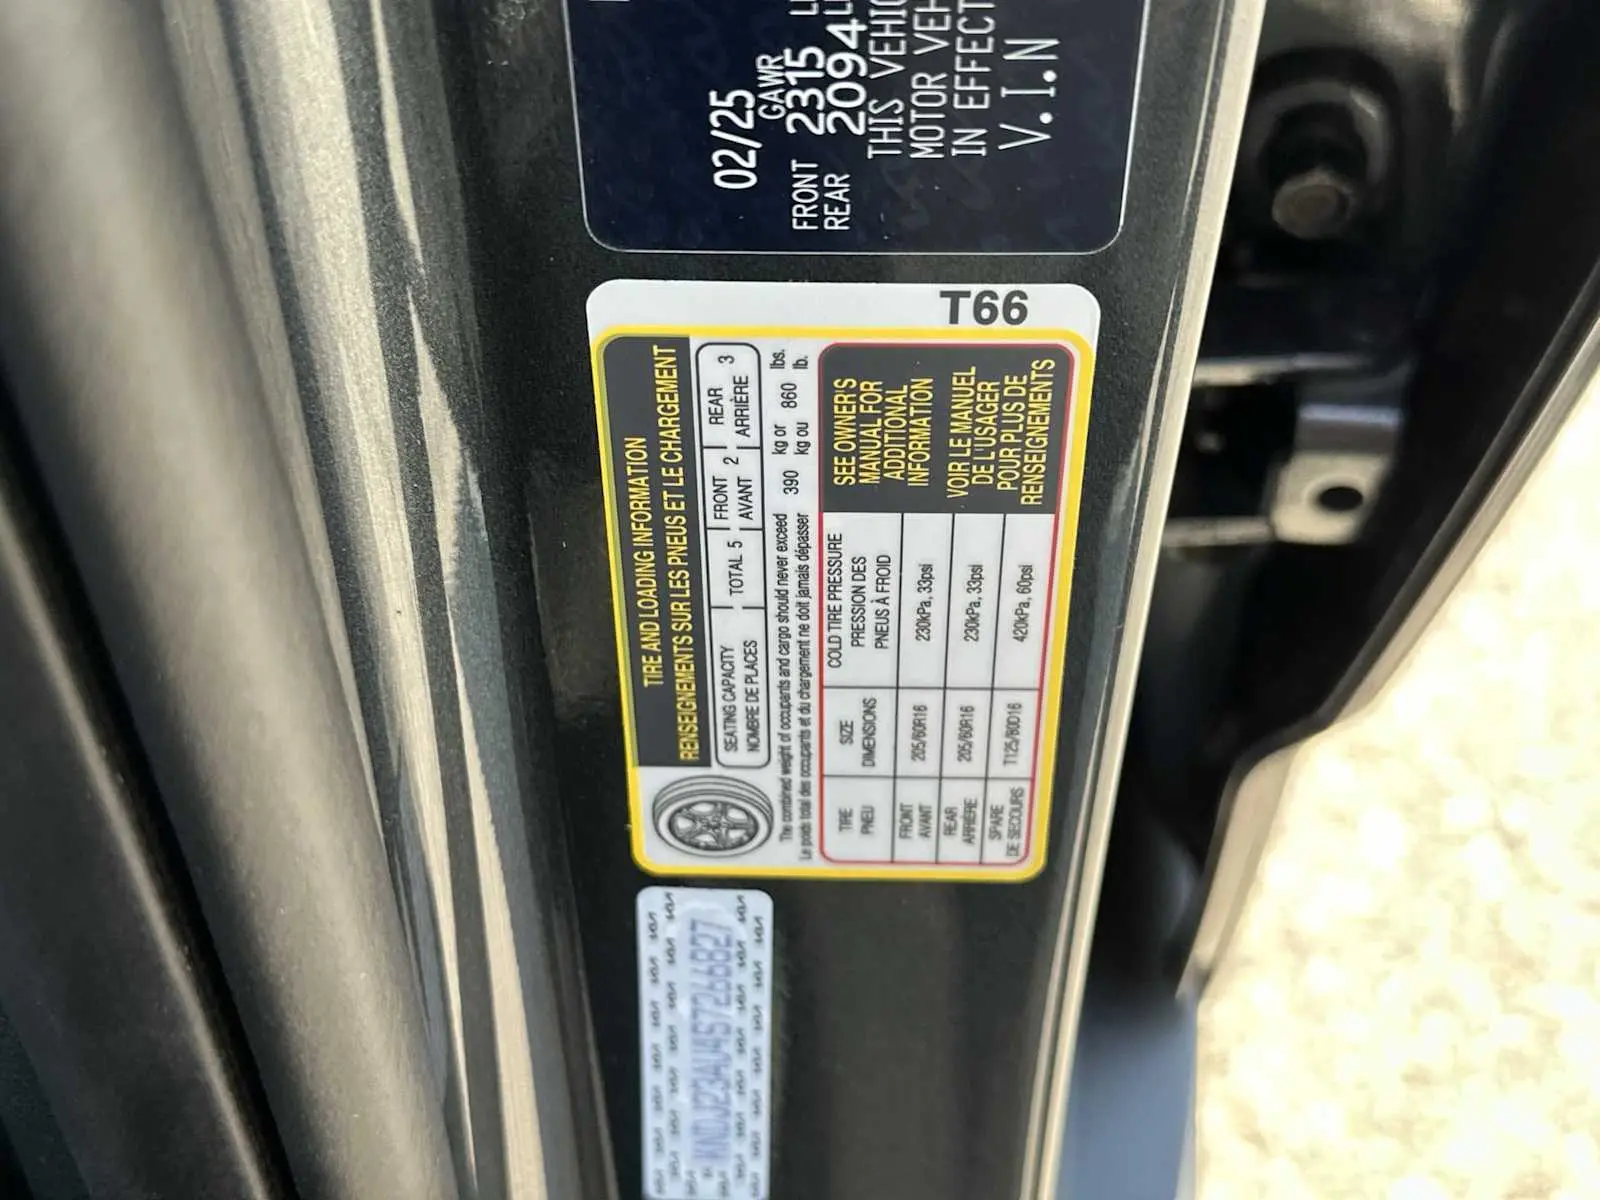 02/25
GAWR
FRONT 2315
REAR 2094
THIS VEHIC
MOTOR VEH
IN EFFECT
V.I.N
T66
TIRE AND LOADING INFORMATION
RENSEIGNEMENTS SUR LES PNEUS ET LE CHARGEMENT
SEATING CAPACITY
NOMBRE DE PLACES
TOTAL 5
FRONT
AVANT 2
REAR
ARRIÈRE 3
The combined weight of occupants and cargo should never exceed 390 kg or 860 lbs.
Le poids total des occupants et du chargement ne doit jamais dépasser kg ou lb.
TIRE
PNEU
SIZE
DIMENSIONS
COLD TIRE PRESSURE
PRESSION DES
PNEUS À FROID
FRONT
AVANT
205/60R16
230kPa, 33psi
REAR
ARRIÈRE
205/60R16
230kPa, 33psi
SPARE
DE SECOURS
T125/80D16
420kPa, 60psi
SEE OWNER'S
MANUAL FOR
ADDITIONAL
INFORMATION
VOIR LE MANUEL
DE L'USAGER
POUR PLUS DE
RENSEIGNEMENTS
KNDJ23AU4S7266827